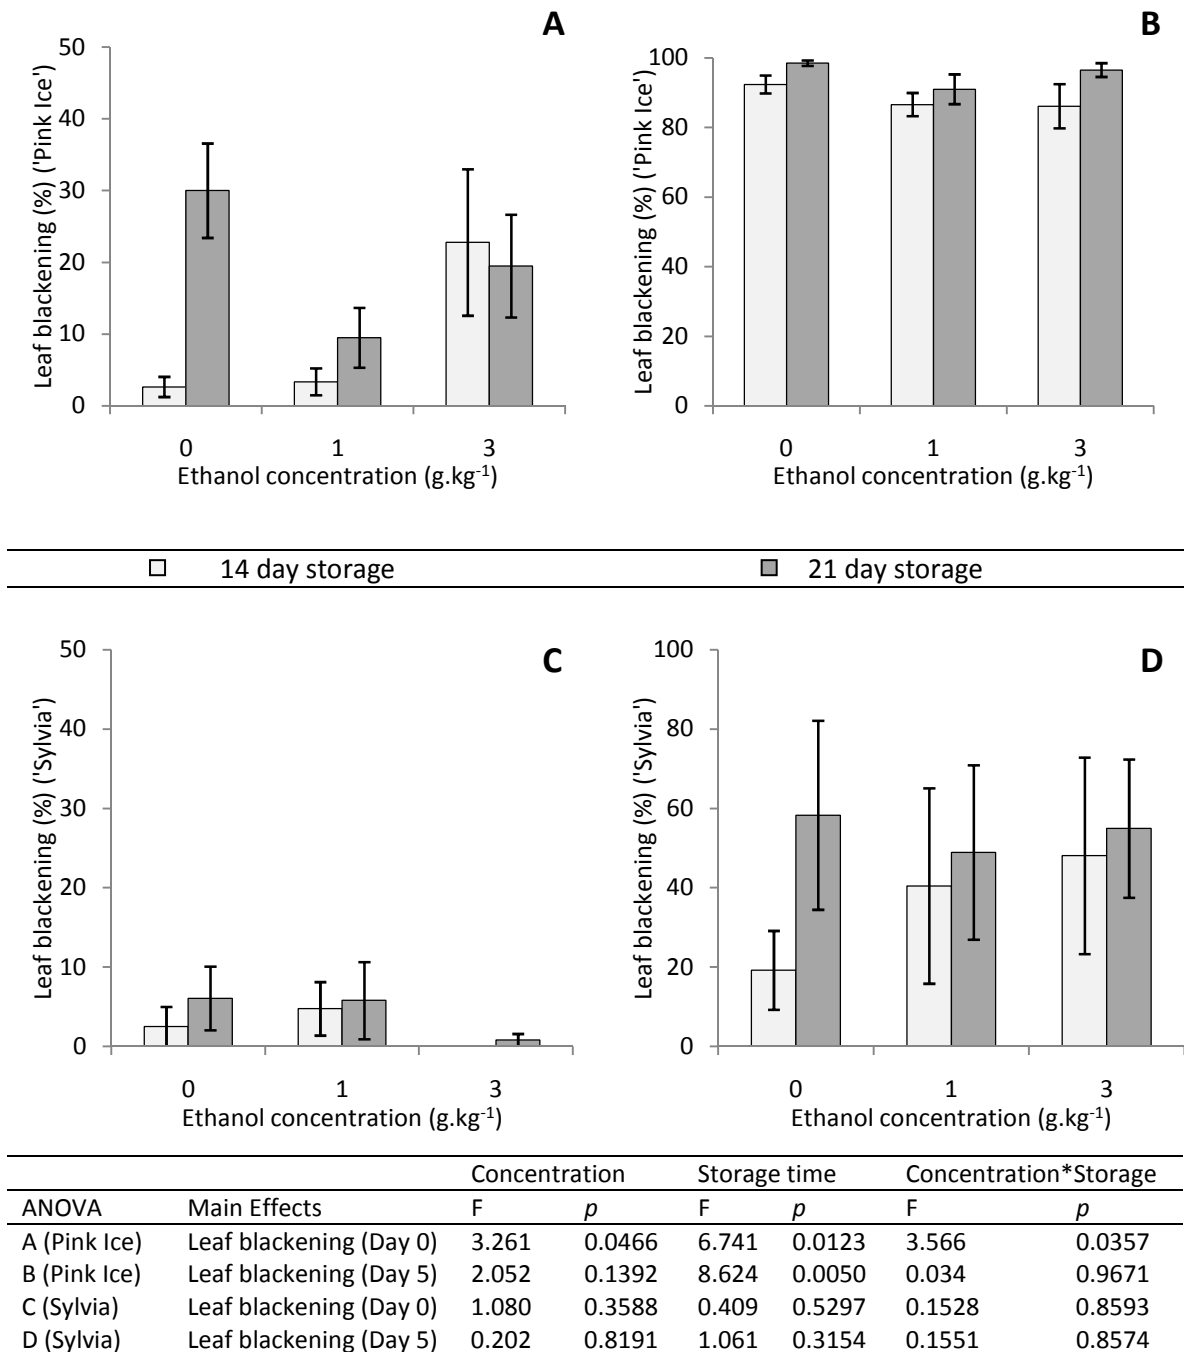 A
Leaf blackening (%) ('Pink Ice')
50
40
30
20
10
0
0 1 3
Ethanol concentration (g.kg⁻¹)
B
Leaf blackening (%) ('Pink Ice')
100
80
60
40
20
0
0 1 3
Ethanol concentration (g.kg⁻¹)
14 day storage 21 day storage
C
Leaf blackening (%) ('Sylvia')
50
40
30
20
10
0
0 1 3
Ethanol concentration (g.kg⁻¹)
D
Leaf blackening (%) ('Sylvia')
100
80
60
40
20
0
0 1 3
Ethanol concentration (g.kg⁻¹)
Concentration Storage time Concentration*Storage
ANOVA Main Effects F p F p F p
A (Pink Ice) Leaf blackening (Day 0) 3.261 0.0466 6.741 0.0123 3.566 0.0357
B (Pink Ice) Leaf blackening (Day 5) 2.052 0.1392 8.624 0.0050 0.034 0.9671
C (Sylvia) Leaf blackening (Day 0) 1.080 0.3588 0.409 0.5297 0.1528 0.8593
D (Sylvia) Leaf blackening (Day 5) 0.202 0.8191 1.061 0.3154 0.1551 0.8574